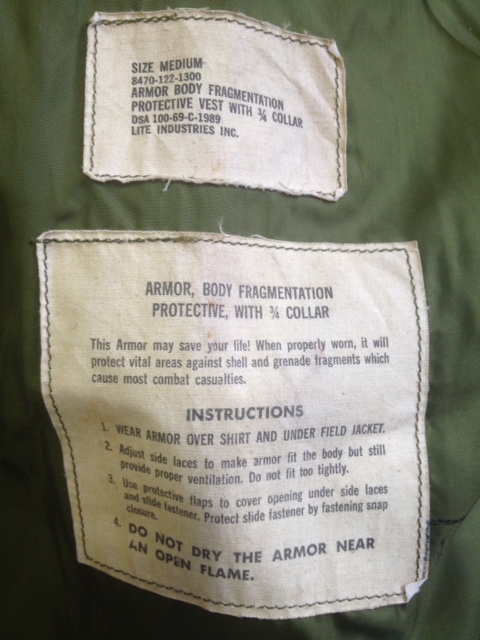 SIZE MEDIUM
8470-122-1300
ARMOR BODY FRAGMENTATION
PROTECTIVE VEST WITH ¾ COLLAR
DSA 100-69-C-1989
LITE INDUSTRIES INC.
ARMOR, BODY FRAGMENTATION
PROTECTIVE, WITH ¾ COLLAR
This Armor may save your life! When properly worn, it will
protect vital areas against shell and grenade fragments which
cause most combat casualties.
INSTRUCTIONS
1. WEAR ARMOR OVER SHIRT AND UNDER FIELD JACKET.
2. Adjust side laces to make armor fit the body but still
provide proper ventilation. Do not fit too tightly.
3. Use protective flaps to cover opening under side laces
and slide fastener. Protect slide fastener by fastening snap
closure.
4. DO NOT DRY THE ARMOR NEAR
AN OPEN FLAME.